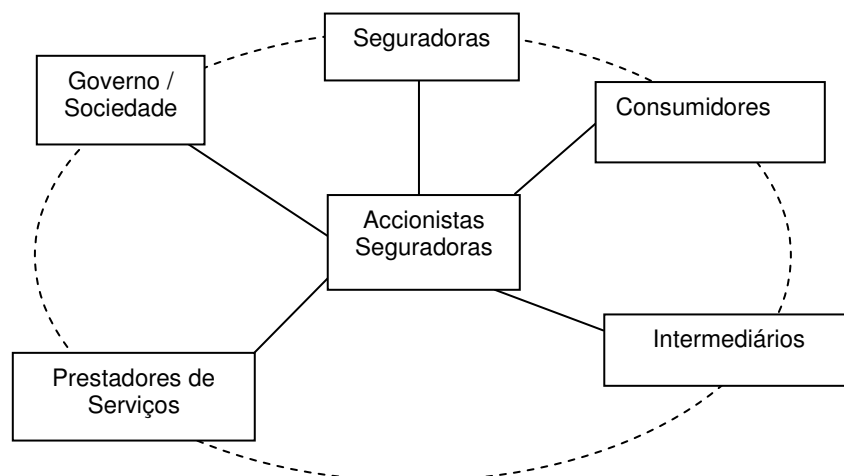 Seguradoras
Governo /
Sociedade
Consumidores
Accionistas
Seguradoras
Intermediários
Prestadores de
Serviços